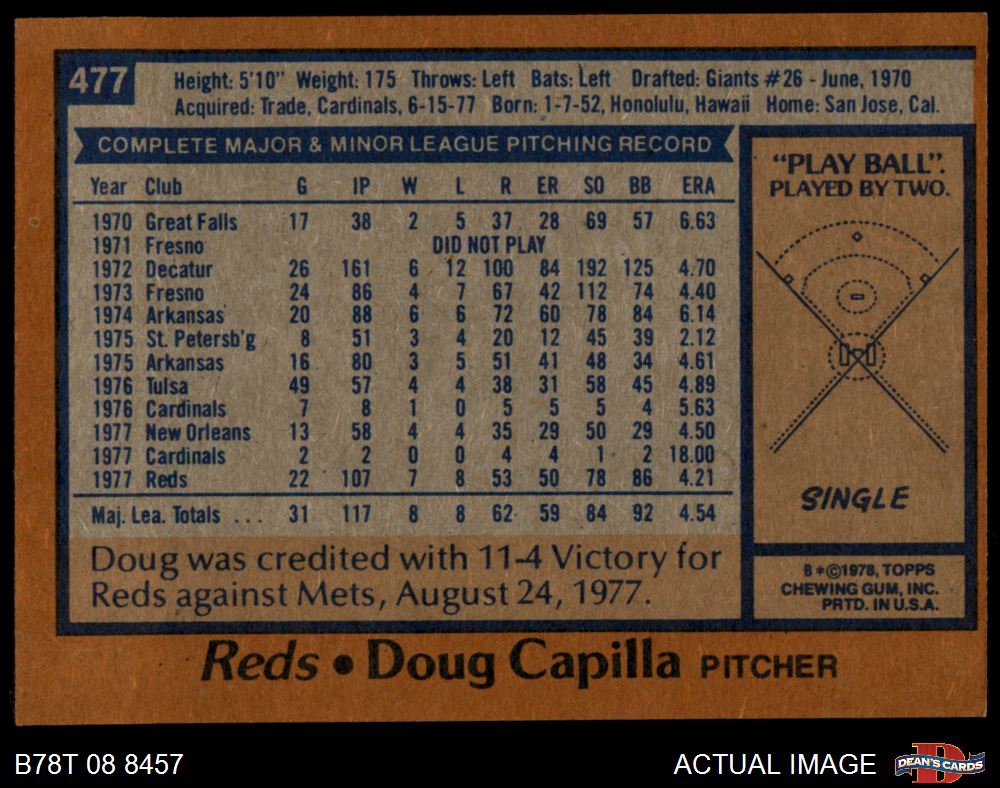 477
Height: 5'10" Weight: 175 Throws: Left Bats: Left Drafted: Giants #26 - June, 1970
Acquired: Trade, Cardinals, 6-15-77 Born: 1-7-52, Honolulu, Hawaii Home: San Jose, Cal.
COMPLETE MAJOR & MINOR LEAGUE PITCHING RECORD
Year Club G IP W L R ER SO BB ERA
1970 Great Falls 17 38 2 5 37 28 69 57 6.63
1971 Fresno DID NOT PLAY
1972 Decatur 26 161 6 12 100 84 192 125 4.70
1973 Fresno 24 86 4 7 67 42 112 74 4.40
1974 Arkansas 20 88 6 6 72 60 78 84 6.14
1975 St. Petersb'g 8 51 3 4 20 12 45 39 2.12
1975 Arkansas 16 80 3 5 51 41 48 34 4.61
1976 Tulsa 49 57 4 4 38 31 58 45 4.89
1976 Cardinals 7 8 1 0 5 5 5 4 5.63
1977 New Orleans 13 58 4 4 35 29 50 29 4.50
1977 Cardinals 2 2 0 0 4 4 1 2 18.00
1977 Reds 22 107 7 8 53 50 78 86 4.21
Maj. Lea. Totals ... 31 117 8 8 62 59 84 92 4.54
Doug was credited with 11-4 Victory for
Reds against Mets, August 24, 1977.
"PLAY BALL".
PLAYED BY TWO.
SINGLE
B*©1978, TOPPS
CHEWING GUM, INC.
PRTD. IN U.S.A.
Reds • Doug Capilla PITCHER
B78T 08 8457
ACTUAL IMAGE
D
DEAN'S CARDS